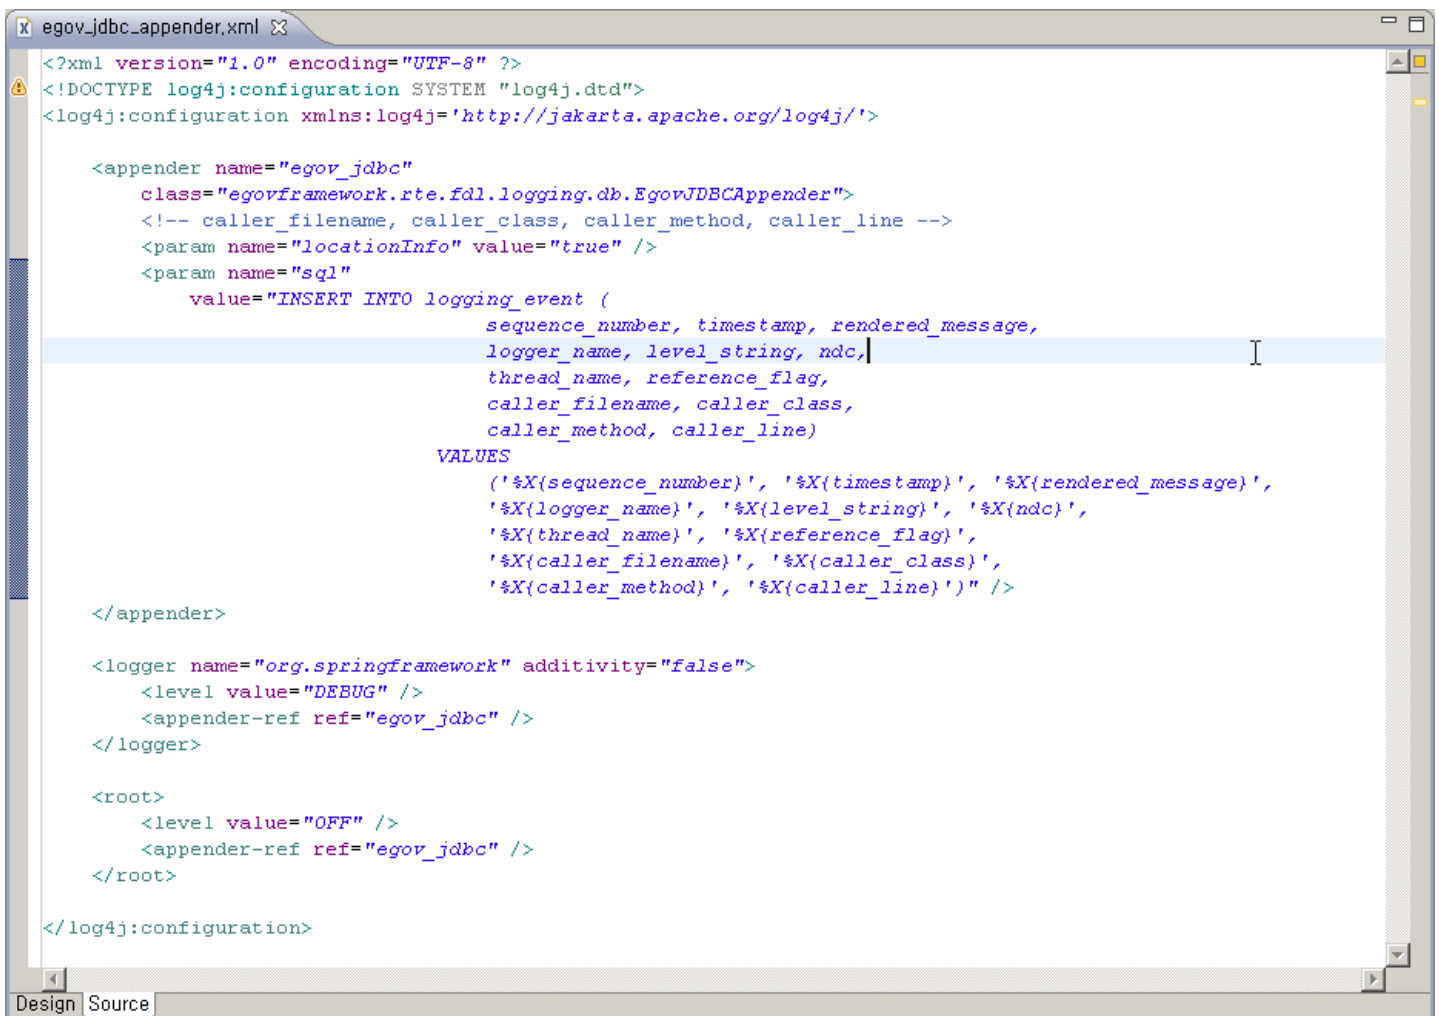 egov_jdbc_appender.xml
<?xml version="1.0" encoding="UTF-8" ?>
<!DOCTYPE log4j:configuration SYSTEM "log4j.dtd">
<log4j:configuration xmlns:log4j='http://jakarta.apache.org/log4j/'>
<appender name="egov_jdbc"
class="egovframework.rte.fdl.logging.db.EgovJDBCAppender">
<!-- caller_filename, caller_class, caller_method, caller_line -->
<param name="locationInfo" value="true" />
<param name="sql"
value="INSERT INTO logging_event (
sequence_number, timestamp, rendered_message,
logger_name, level_string, ndc,
thread_name, reference_flag,
caller_filename, caller_class,
caller_method, caller_line)
VALUES
('%X{sequence_number}', '%X{timestamp}', '%X{rendered_message}',
'%X{logger_name}', '%X{level_string}', '%X{ndc}',
'%X{thread_name}', '%X{reference_flag}',
'%X{caller_filename}', '%X{caller_class}',
'%X{caller_method}', '%X{caller_line}')" />
</appender>
<logger name="org.springframework" additivity="false">
<level value="DEBUG" />
<appender-ref ref="egov_jdbc" />
</logger>
<root>
<level value="OFF" />
<appender-ref ref="egov_jdbc" />
</root>
</log4j:configuration>
Design Source